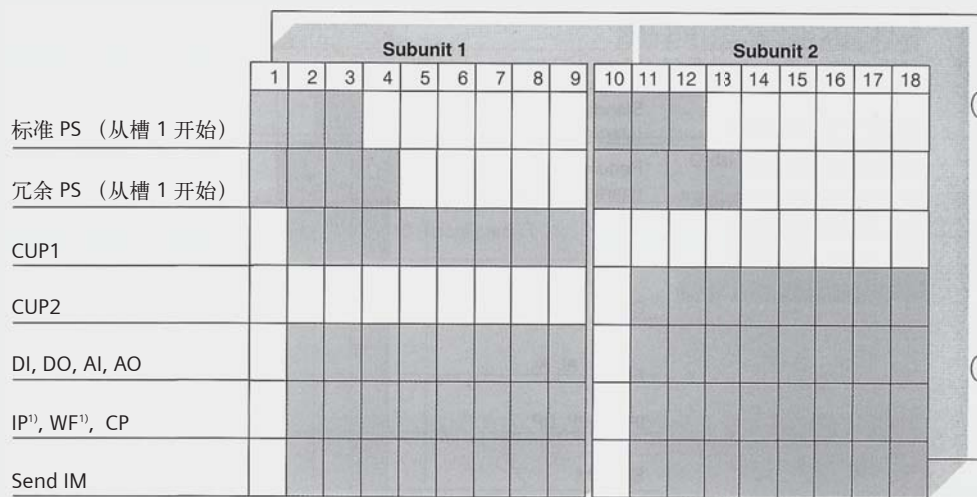 Subunit 1 Subunit 2
1 2 3 4 5 6 7 8 9 10 11 12 13 14 15 16 17 18
标准 PS （从槽 1 开始）
冗余 PS （从槽 1 开始）
CUP1
CUP2
DI, DO, AI, AO
IP¹⁾, WF¹⁾, CP
Send IM